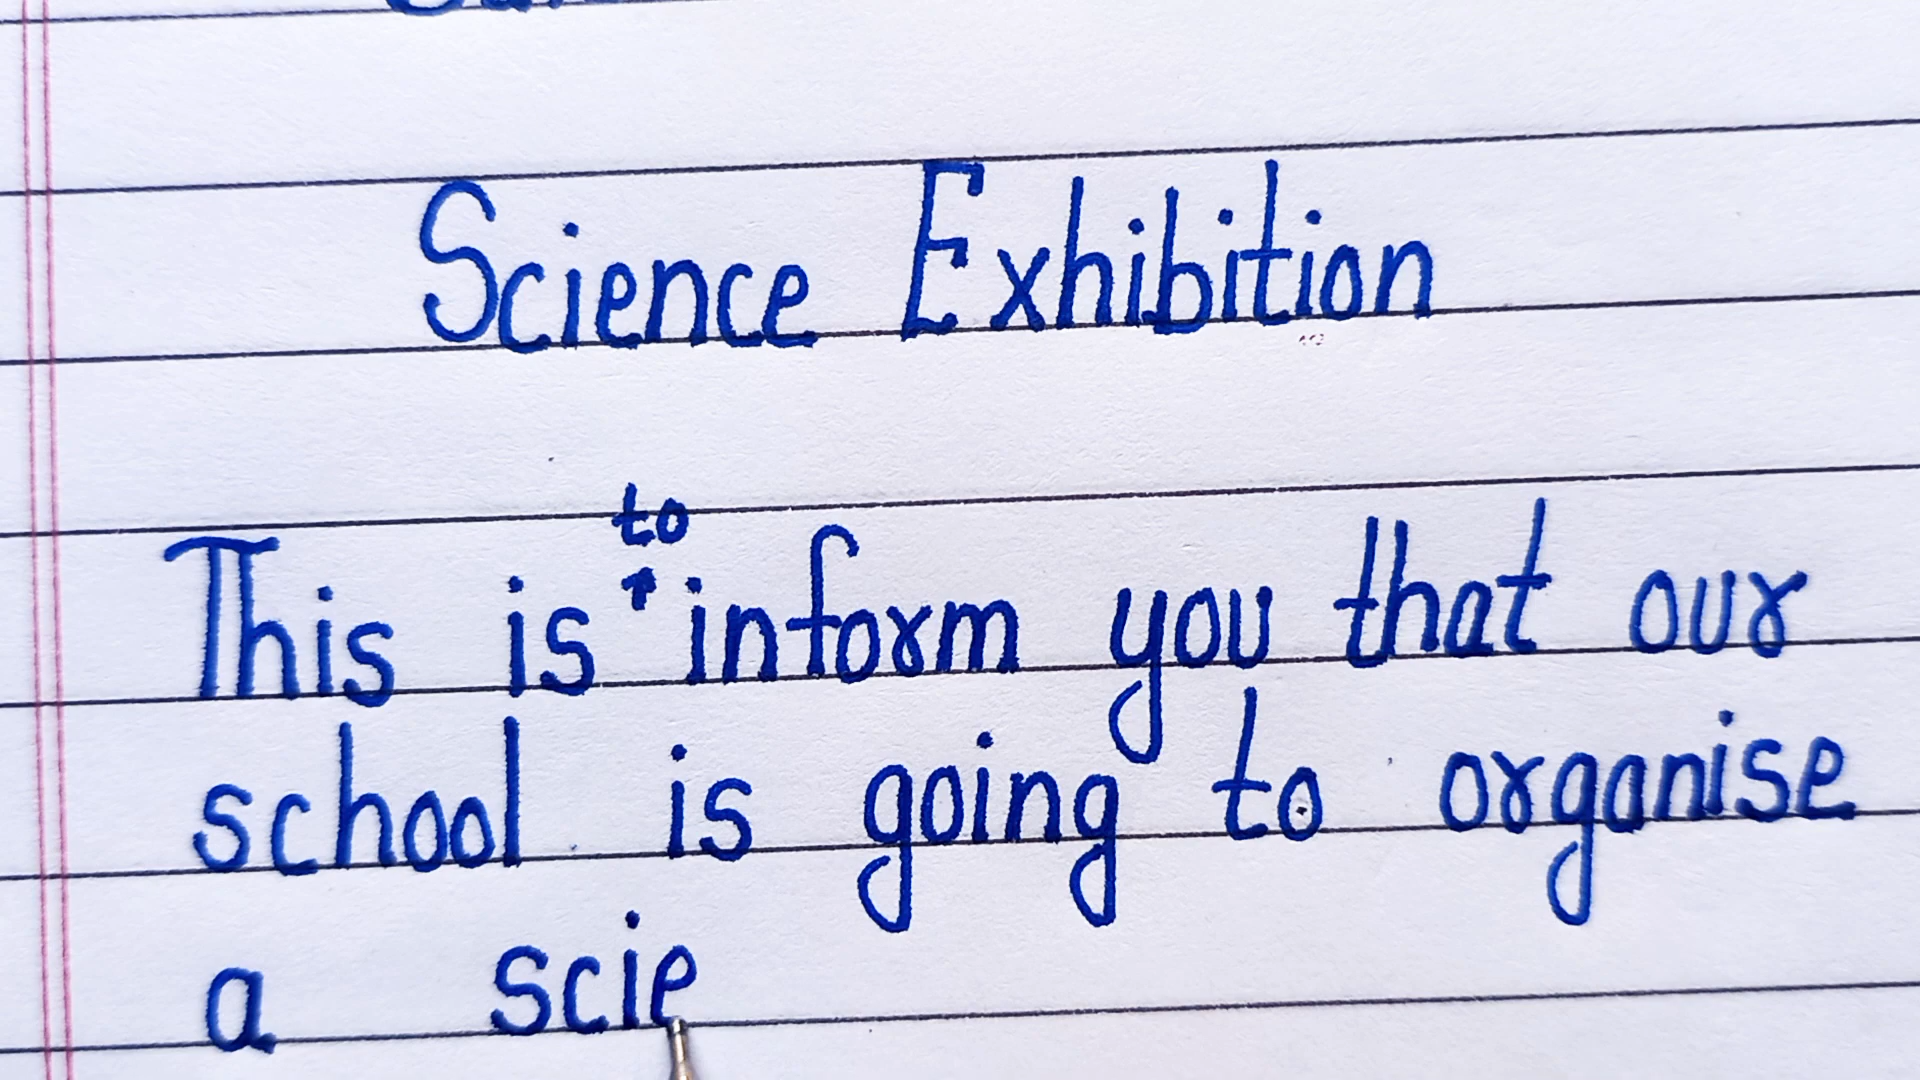 Science Exhibition
This is to inform you that our
school is going to organise
a scie